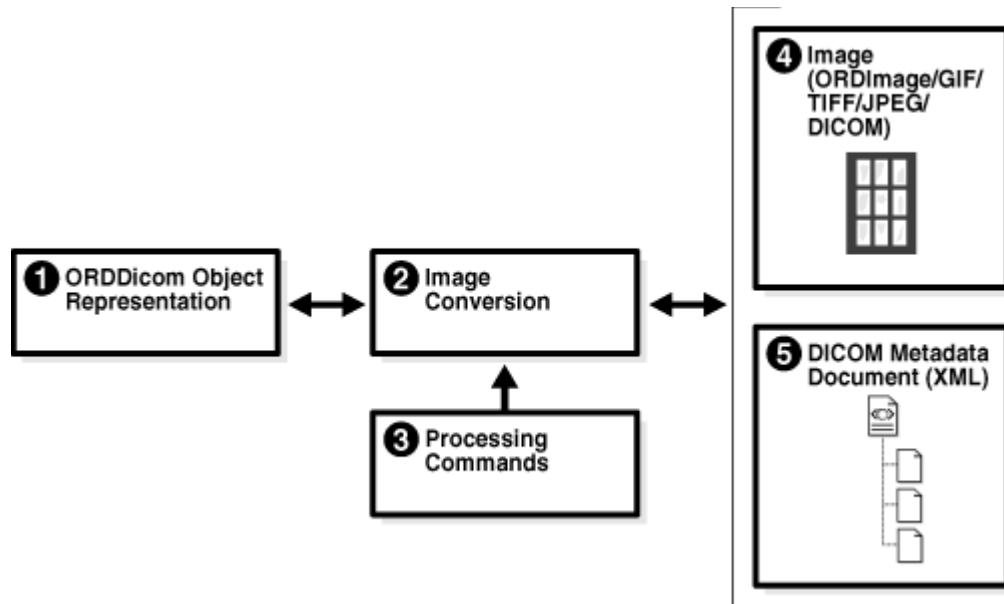 1 ORDDicom Object
Representation
2 Image
Conversion
3 Processing
Commands
4 Image
(ORDImage/GIF/
TIFF/JPEG/
DICOM)
5 DICOM Metadata
Document (XML)